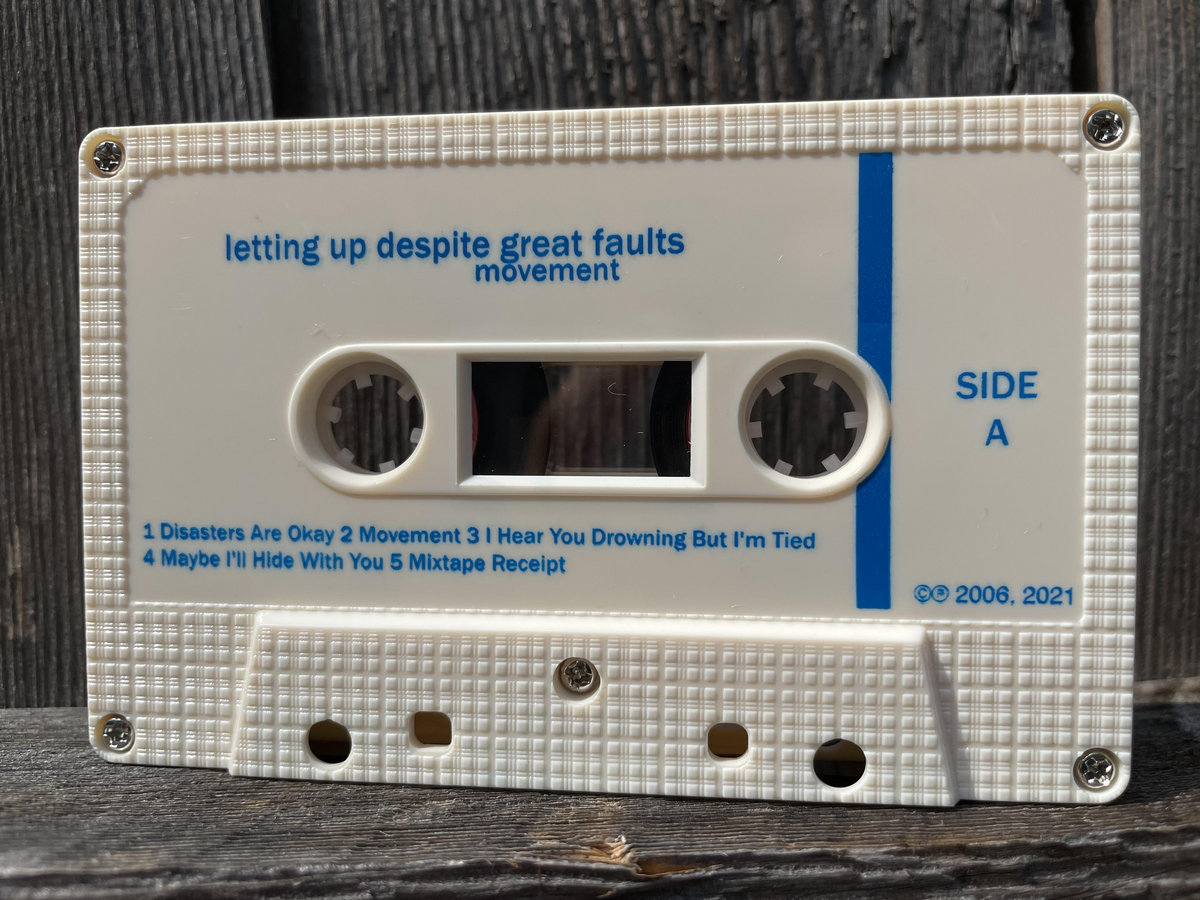 letting up despite great faults
movement
SIDE
A
1 Disasters Are Okay 2 Movement 3 I Hear You Drowning But I'm Tied
4 Maybe I'll Hide With You 5 Mixtape Receipt
©℗ 2006, 2021